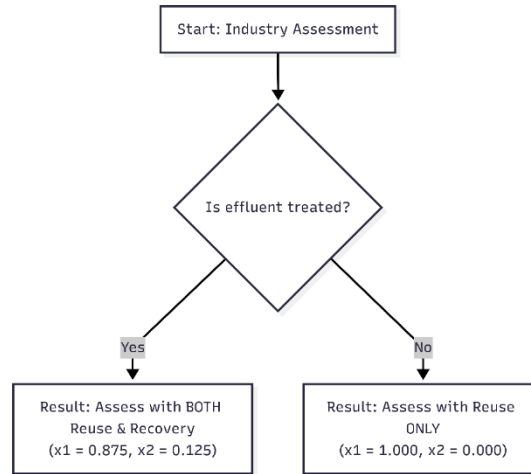 Start: Industry Assessment
Is effluent treated?
Yes
No
Result: Assess with BOTH
Reuse & Recovery
(x1 = 0.875, x2 = 0.125)
Result: Assess with Reuse
ONLY
(x1 = 1.000, x2 = 0.000)